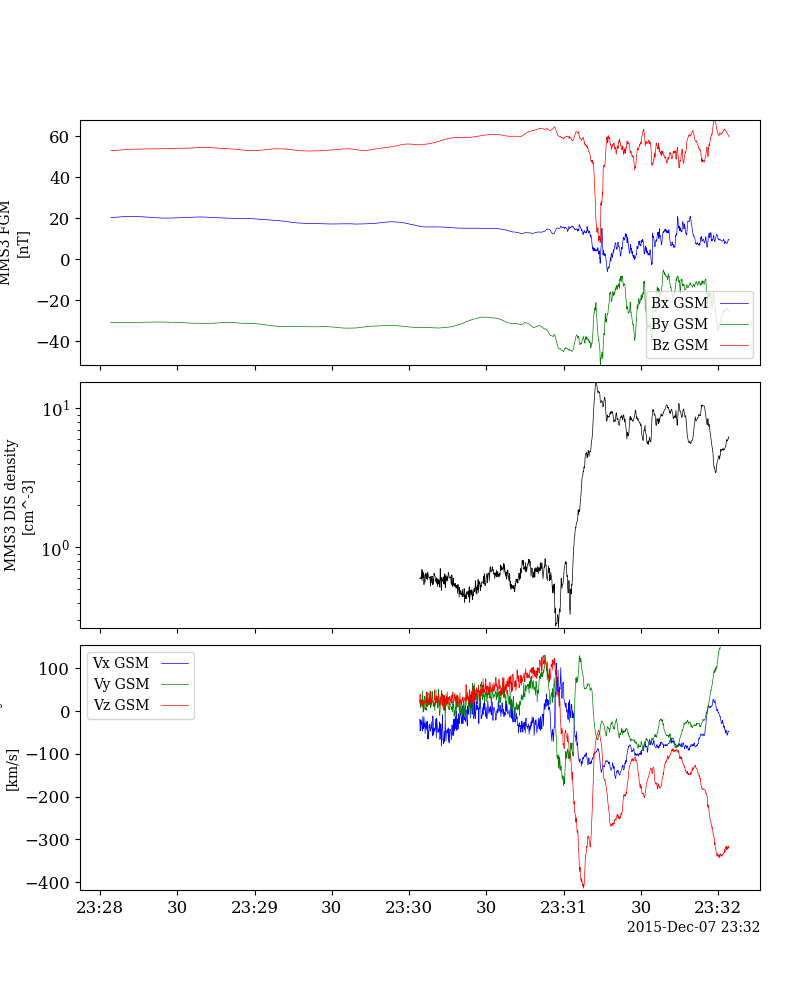 60
40
20
0
−20
−40
MMS3 FGM
[nT]
Bx GSM
By GSM
Bz GSM
10^1
10^0
MMS3 DIS density
[cm^-3]
100
0
−100
−200
−300
−400
[km/s]
Vx GSM
Vy GSM
Vz GSM
23:28 30 23:29 30 23:30 30 23:31 30 23:32
2015-Dec-07 23:32